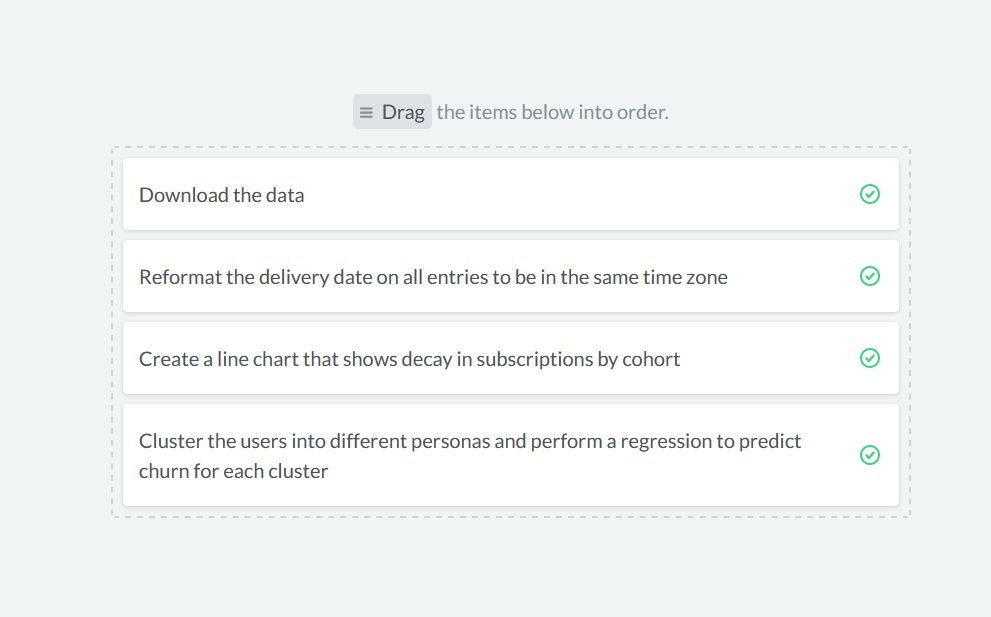 Drag the items below into order.
Download the data
Reformat the delivery date on all entries to be in the same time zone
Create a line chart that shows decay in subscriptions by cohort
Cluster the users into different personas and perform a regression to predict
churn for each cluster